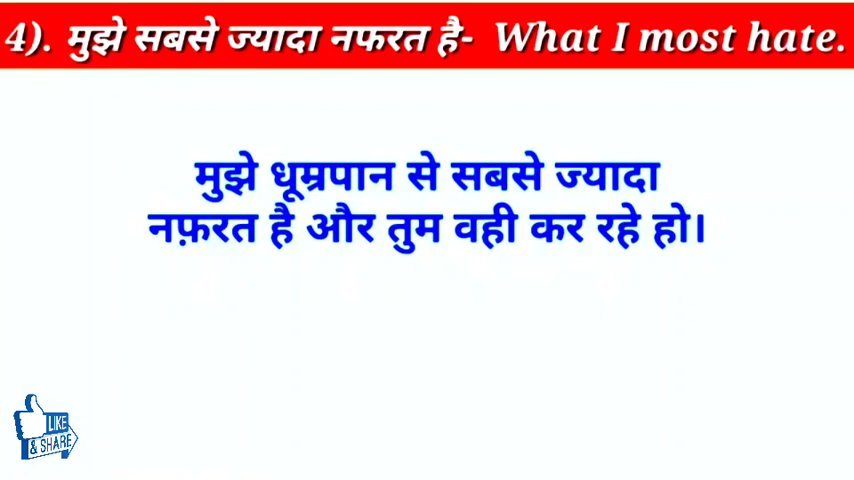 4). मुझे सबसे ज्यादा नफरत है- What I most hate.
मुझे धूम्रपान से सबसे ज्यादा
नफ़रत है और तुम वही कर रहे हो।
LIKE
& SHARE